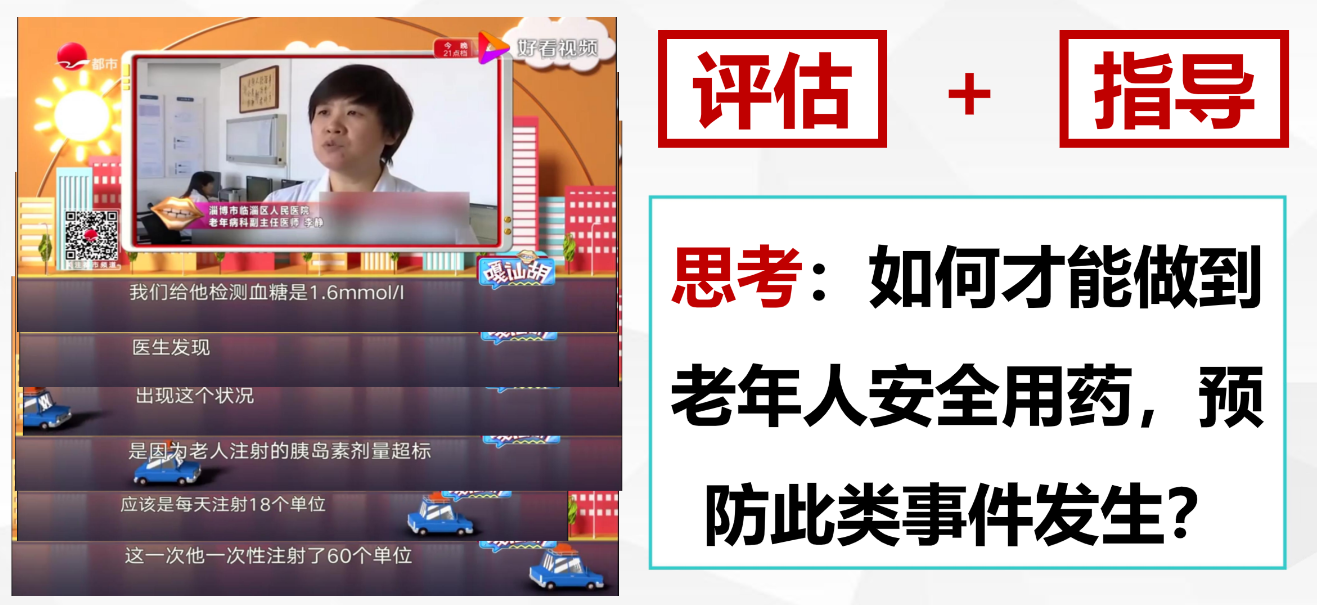 都市
今晚
21点档
好看视频
淄博市临淄区人民医院
老年病科副主任医师 李静
嘎讪胡
我们给他检测血糖是1.6mmol/l
医生发现
出现这个状况
是因为老人注射的胰岛素剂量超标
应该是每天注射18个单位
这一次他一次性注射了60个单位
评估 + 指导
思考：如何才能做到
老年人安全用药，预
防此类事件发生？